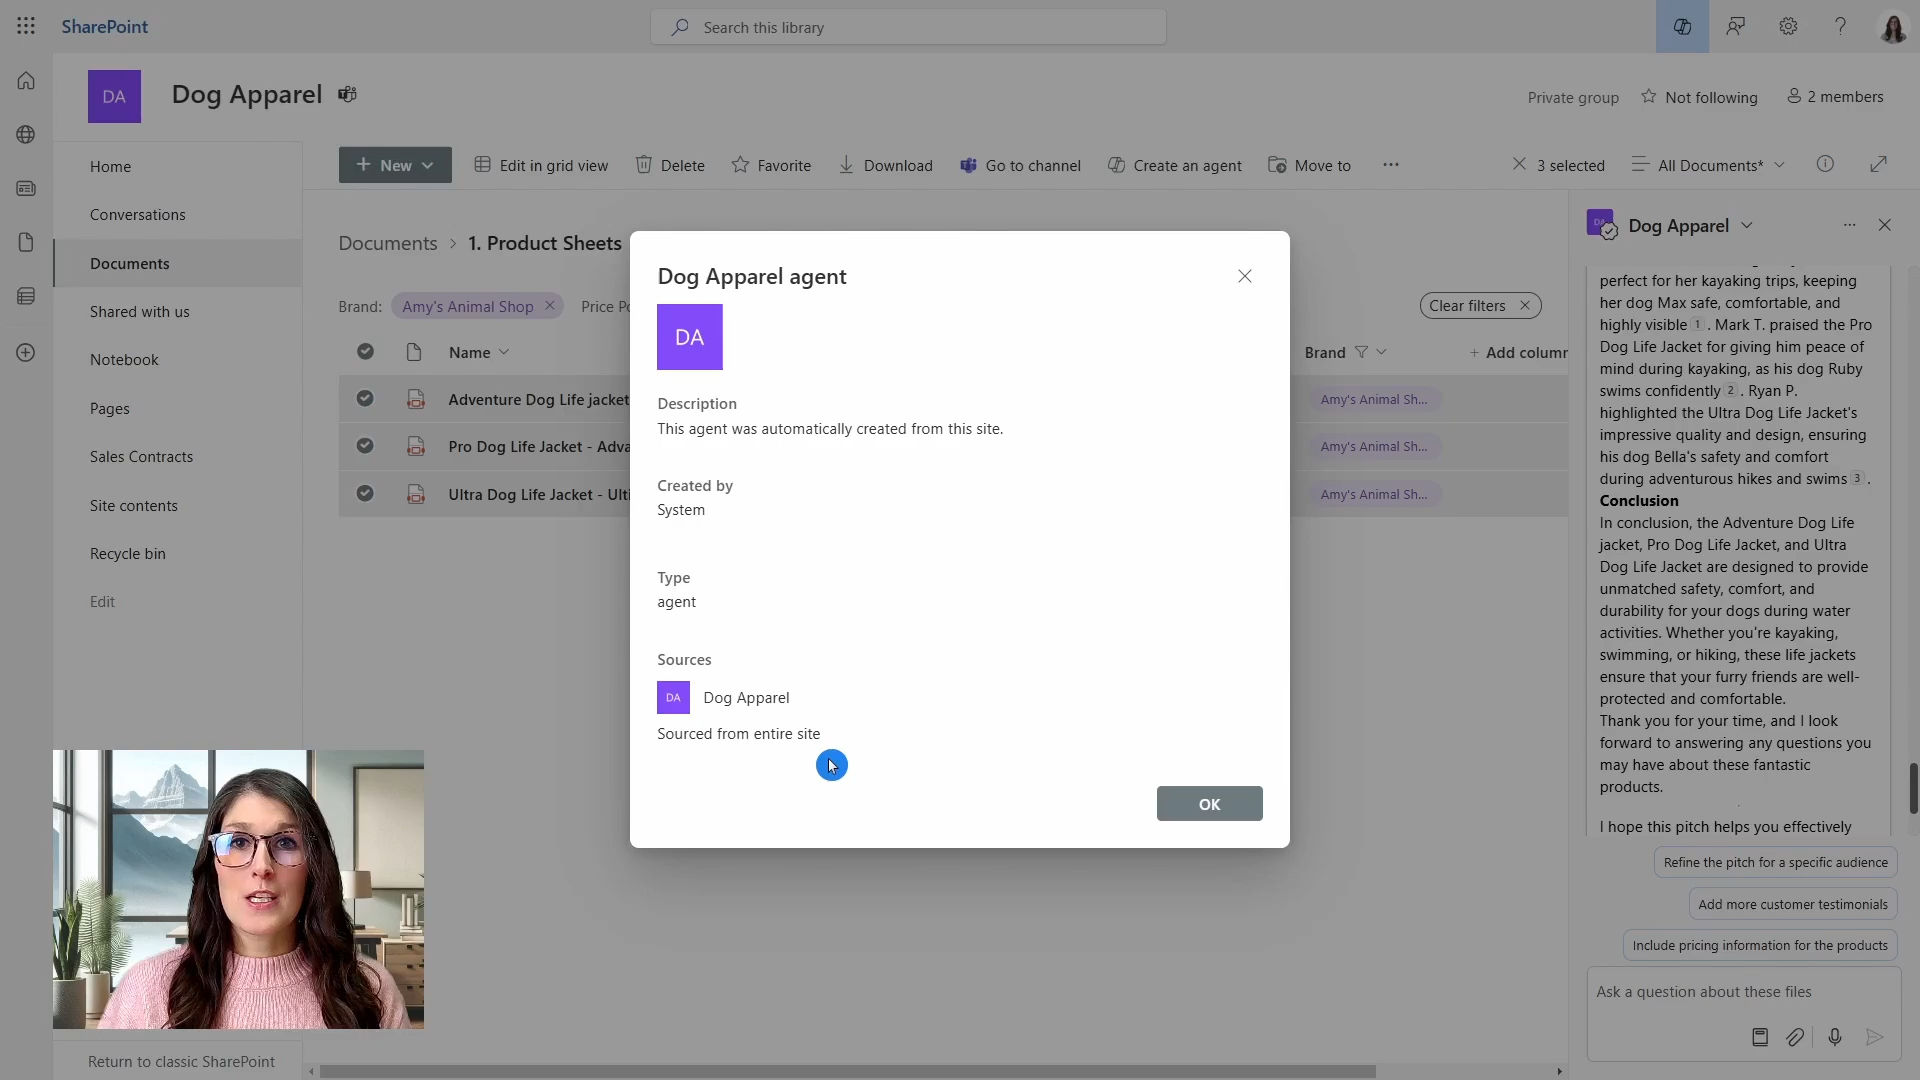 SharePoint
Search this library
DA
Dog Apparel
Private group
Not following
2 members
Home
Conversations
Documents
Shared with us
Notebook
Pages
Sales Contracts
Site contents
Recycle bin
Edit
Return to classic SharePoint
+ New
Edit in grid view
Delete
Favorite
Download
Go to channel
Create an agent
Move to
3 selected
All Documents*
Documents > 1. Product Sheets
Brand: Amy's Animal Shop
Price Po
Clear filters
Name
Brand
+ Add column
Adventure Dog Life jacket
Amy's Animal Sh...
Pro Dog Life Jacket - Adva
Amy's Animal Sh...
Ultra Dog Life Jacket - Ulti
Amy's Animal Sh...
Dog Apparel agent
DA
Description
This agent was automatically created from this site.
Created by
System
Type
agent
Sources
DA Dog Apparel
Sourced from entire site
OK
Dog Apparel
perfect for her kayaking trips, keeping
her dog Max safe, comfortable, and
highly visible 1 . Mark T. praised the Pro
Dog Life Jacket for giving him peace of
mind during kayaking, as his dog Ruby
swims confidently 2 . Ryan P.
highlighted the Ultra Dog Life Jacket's
impressive quality and design, ensuring
his dog Bella's safety and comfort
during adventurous hikes and swims 3 .
Conclusion
In conclusion, the Adventure Dog Life
jacket, Pro Dog Life Jacket, and Ultra
Dog Life Jacket are designed to provide
unmatched safety, comfort, and
durability for your dogs during water
activities. Whether you're kayaking,
swimming, or hiking, these life jackets
ensure that your furry friends are well-
protected and comfortable.
Thank you for your time, and I look
forward to answering any questions you
may have about these fantastic
products.
I hope this pitch helps you effectively
Refine the pitch for a specific audience
Add more customer testimonials
Include pricing information for the products
Ask a question about these files